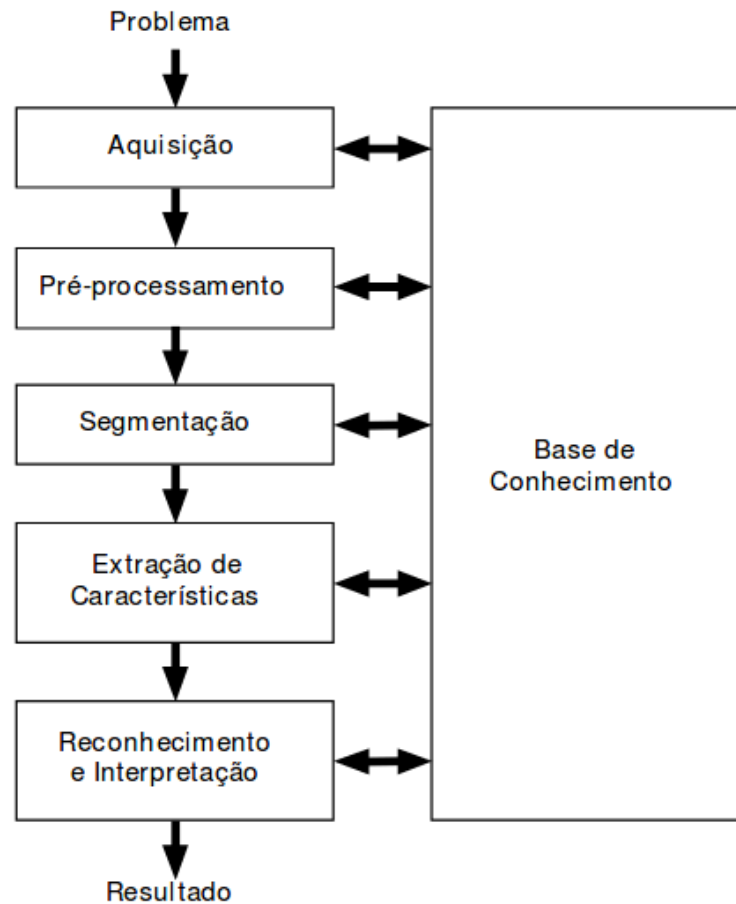 Problema
Aquisição
Pré-processamento
Segmentação
Extração de
Características
Reconhecimento
e Interpretação
Resultado
Base de
Conhecimento